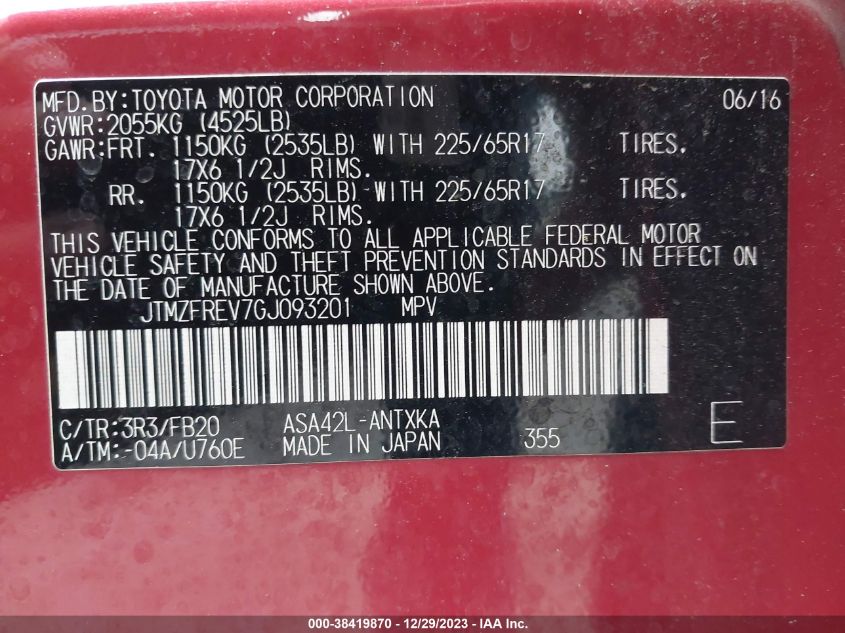 MFD.BY:TOYOTA MOTOR CORPORATION 06/16
GVWR:2055KG (4525LB)
GAWR:FRT. 1150KG (2535LB) WITH 225/65R17 TIRES.
17X6 1/2J RIMS.
RR. 1150KG (2535LB) WITH 225/65R17 TIRES.
17X6 1/2J RIMS.
THIS VEHICLE CONFORMS TO ALL APPLICABLE FEDERAL MOTOR
VEHICLE SAFETY AND THEFT PREVENTION STANDARDS IN EFFECT ON
THE DATE OF MANUFACTURE SHOWN ABOVE.
JTMZFREV7GJ093201 MPV
C/TR:3R3/FB20 ASA42L-ANTXKA
A/TM:-04A/U760E MADE IN JAPAN 355 E
000-38419870 - 12/29/2023 - IAA Inc.